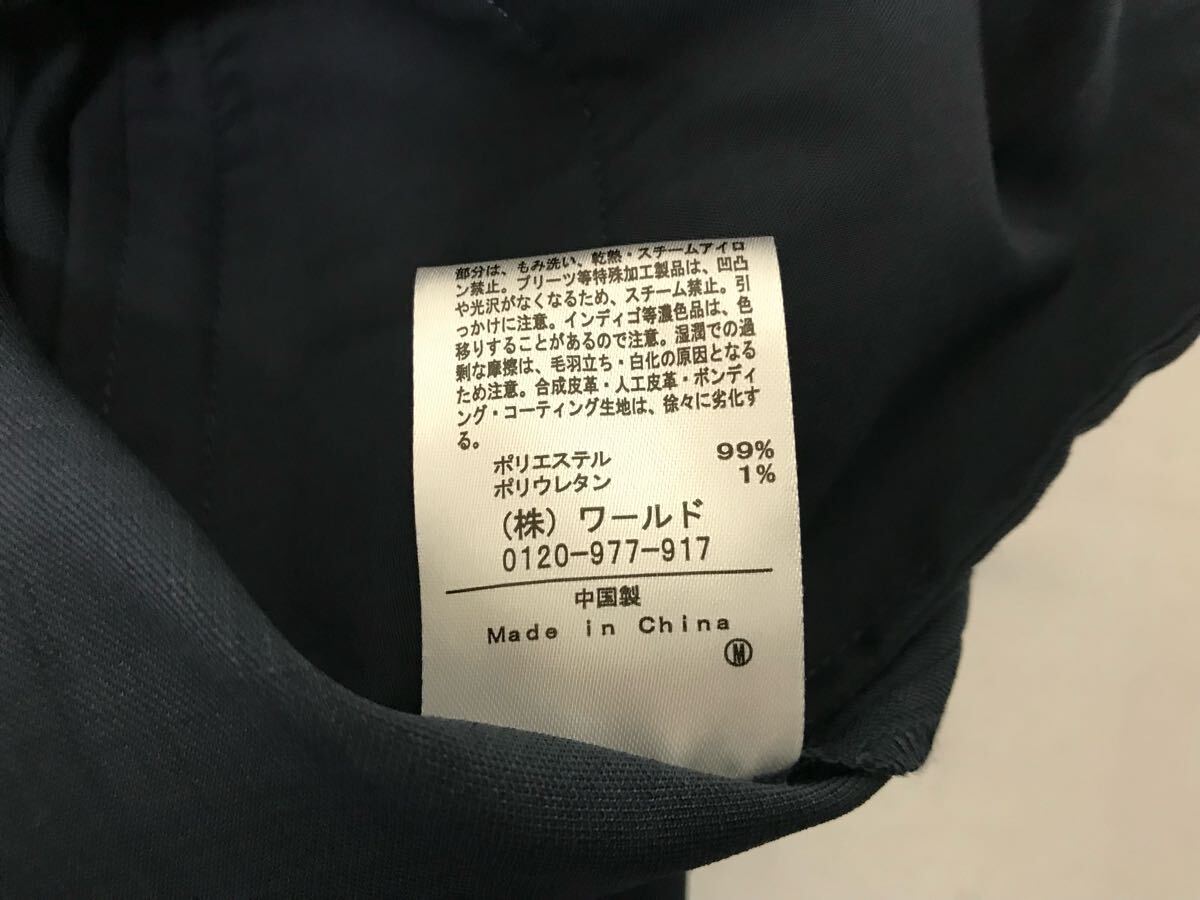 部分は、もみ洗い、乾熱・スチームアイロ
ン禁止。プリーツ等特殊加工製品は、凹凸
や光沢がなくなるため、スチーム禁止。引
っかけに注意。インディゴ等濃色品は、色
移りすることがあるので注意。湿潤での過
剰な摩擦は、毛羽立ち・白化の原因となる
ため注意。合成皮革・人工皮革・ボンディ
ング・コーティング生地は、徐々に劣化す
る。
ポリエステル 99%
ポリウレタン 1%
(株) ワールド
0120-977-917
中国製
Made in China
Ⓜ